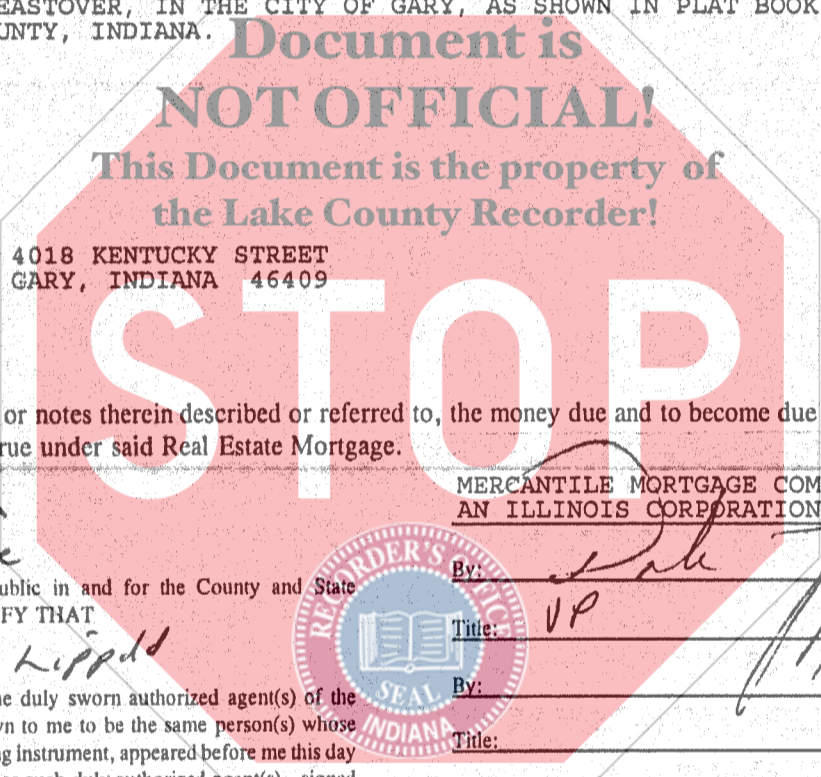 EASTOVER, IN THE CITY OF GARY, AS SHOWN IN PLAT BOOK
UNTY, INDIANA.
Document is
NOT OFFICIAL!
This Document is the property of
the Lake County Recorder!
4018 KENTUCKY STREET
GARY, INDIANA 46409
STOP
or notes therein described or referred to, the money due and to become due
rue under said Real Estate Mortgage.
MERCANTILE MORTGAGE COM
AN ILLINOIS CORPORATION
By:
ublic in and for the County and State
FY THAT
Title: VP
ne duly sworn authorized agent(s) of the
By:
vn to me to be the same person(s) whose
ng instrument, appeared before me this day
Title:
RECORDER'S OFFICE
SEAL
INDIANA